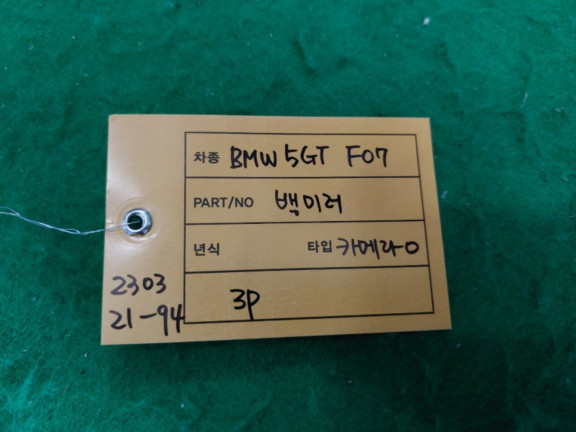 차종 BMW 5GT F07
PART/NO 백미러
년식 타입 카메라O
3P
2303
21-94